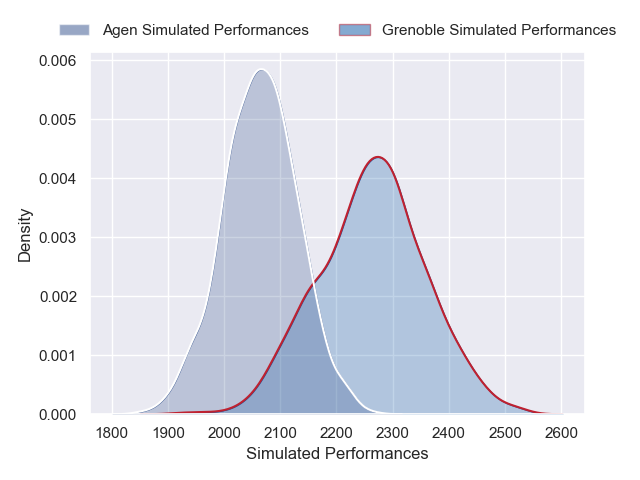 Agen Simulated Performances
Grenoble Simulated Performances
0.006
0.005
0.004
0.003
0.002
0.001
0.000
Density
1800 1900 2000 2100 2200 2300 2400 2500 2600
Simulated Performances